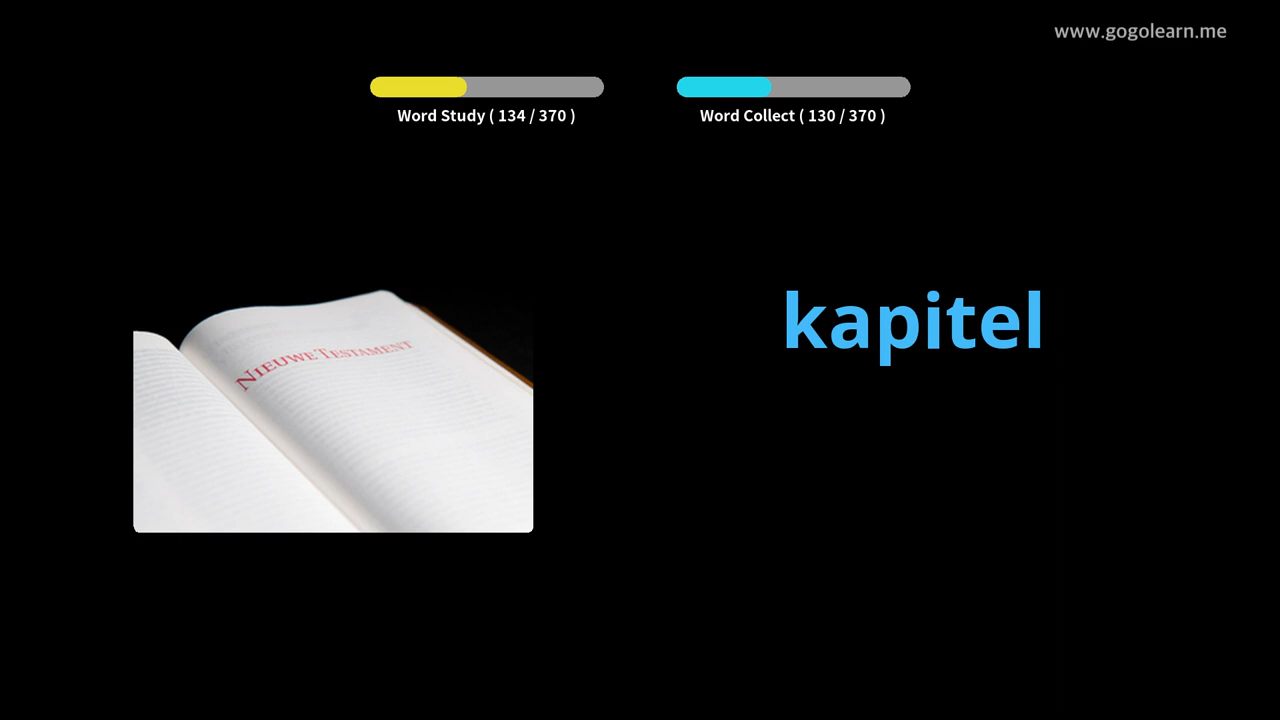 www.gogolearn.me
Word Study ( 134 / 370 )
Word Collect ( 130 / 370 )
kapitel
NIEUWE TESTAMENT